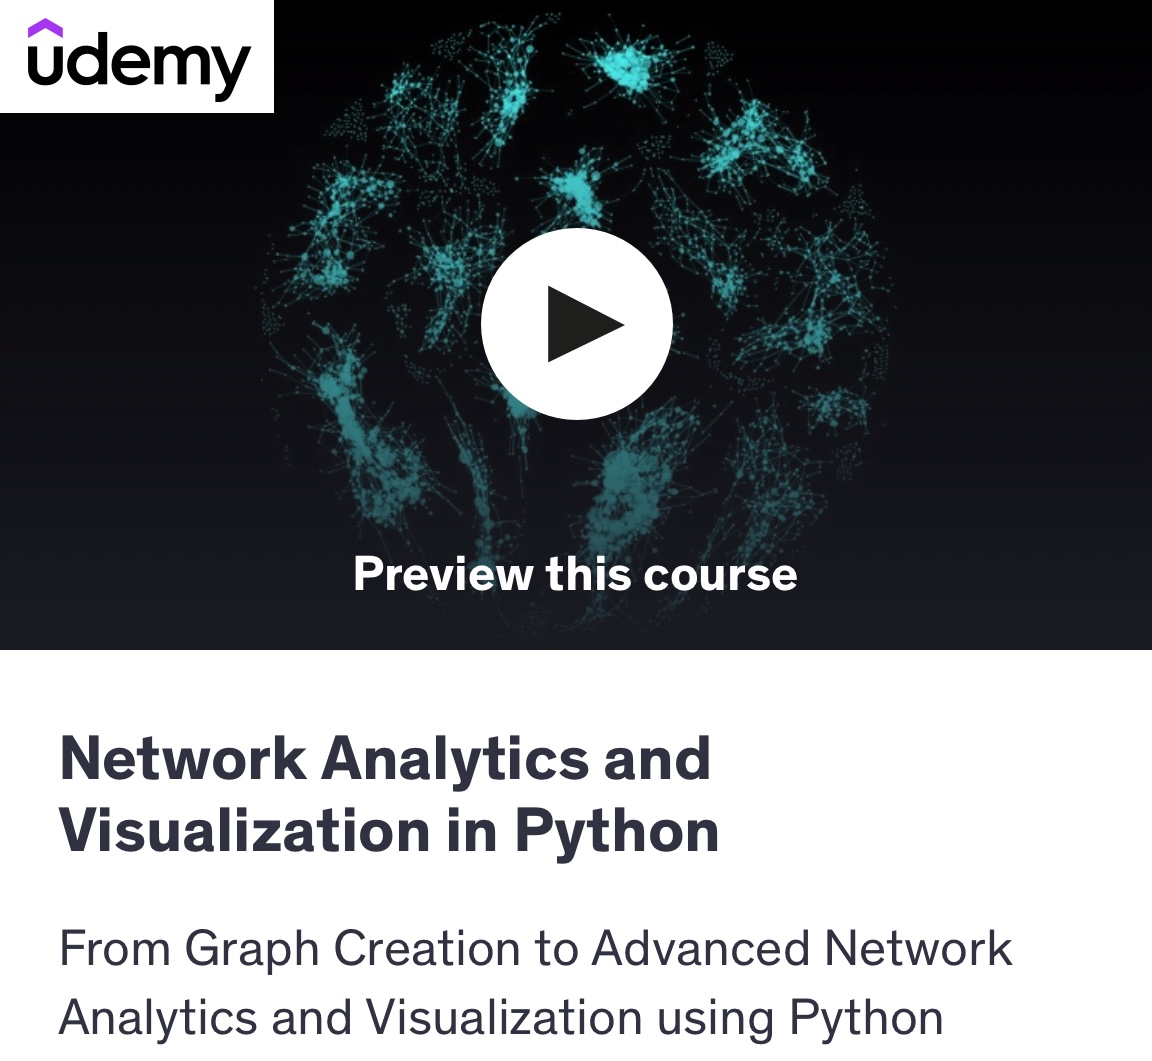 udemy
Preview this course
Network Analytics and
Visualization in Python
From Graph Creation to Advanced Network
Analytics and Visualization using Python